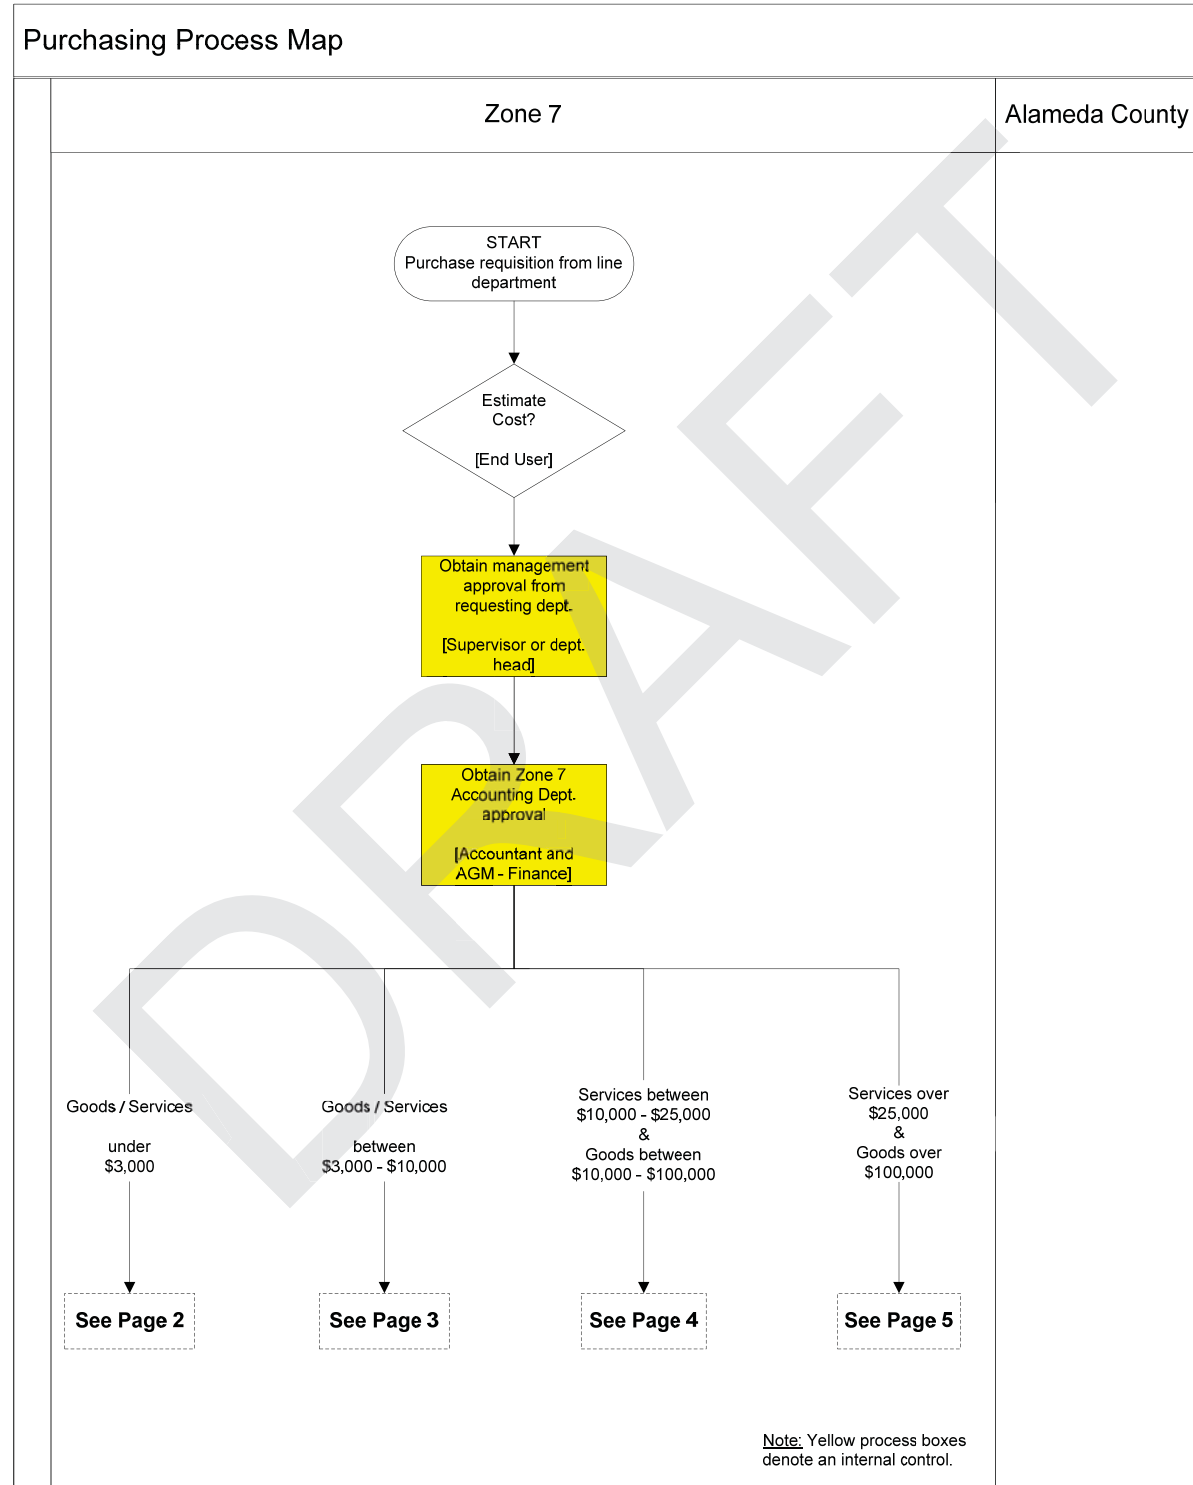 Purchasing Process Map
Zone 7
Alameda County
START
Purchase requisition from line
department
Estimate
Cost?
[End User]
Obtain management
approval from
requesting dept.
[Supervisor or dept.
head]
Obtain Zone 7
Accounting Dept.
approval
[Accountant and
AGM - Finance]
Goods / Services
under
$3,000
Goods / Services
between
$3,000 - $10,000
Services between
$10,000 - $25,000
&
Goods between
$10,000 - $100,000
Services over
$25,000
&
Goods over
$100,000
See Page 2
See Page 3
See Page 4
See Page 5
Note: Yellow process boxes
denote an internal control.
DRAFT